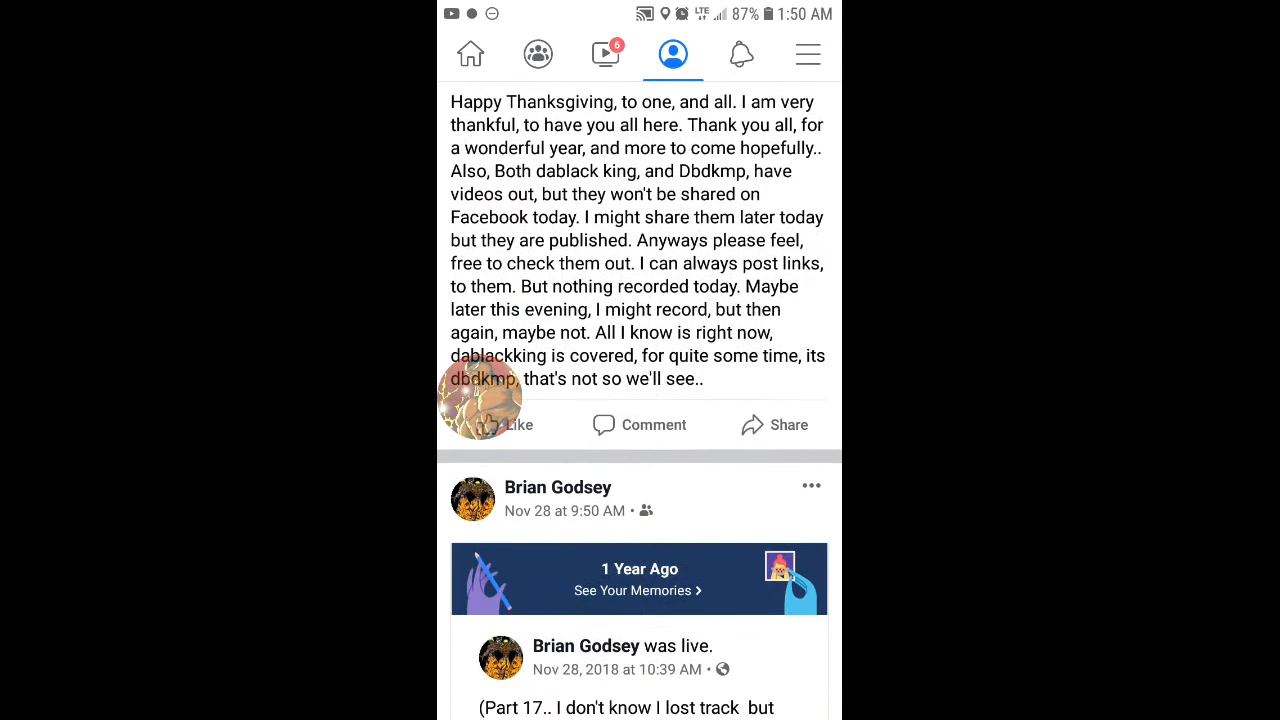 LTE 87% 1:50 AM
6
Happy Thanksgiving, to one, and all. I am very
thankful, to have you all here. Thank you all, for
a wonderful year, and more to come hopefully..
Also, Both dablack king, and Dbdkmp, have
videos out, but they won't be shared on
Facebook today. I might share them later today
but they are published. Anyways please feel,
free to check them out. I can always post links,
to them. But nothing recorded today. Maybe
later this evening, I might record, but then
again, maybe not. All I know is right now,
dablackking is covered, for quite some time, its
dbdkmp, that's not so we'll see..
Like Comment Share
Brian Godsey
Nov 28 at 9:50 AM •
1 Year Ago
See Your Memories >
Brian Godsey was live.
Nov 28, 2018 at 10:39 AM •
(Part 17.. I don't know I lost track but